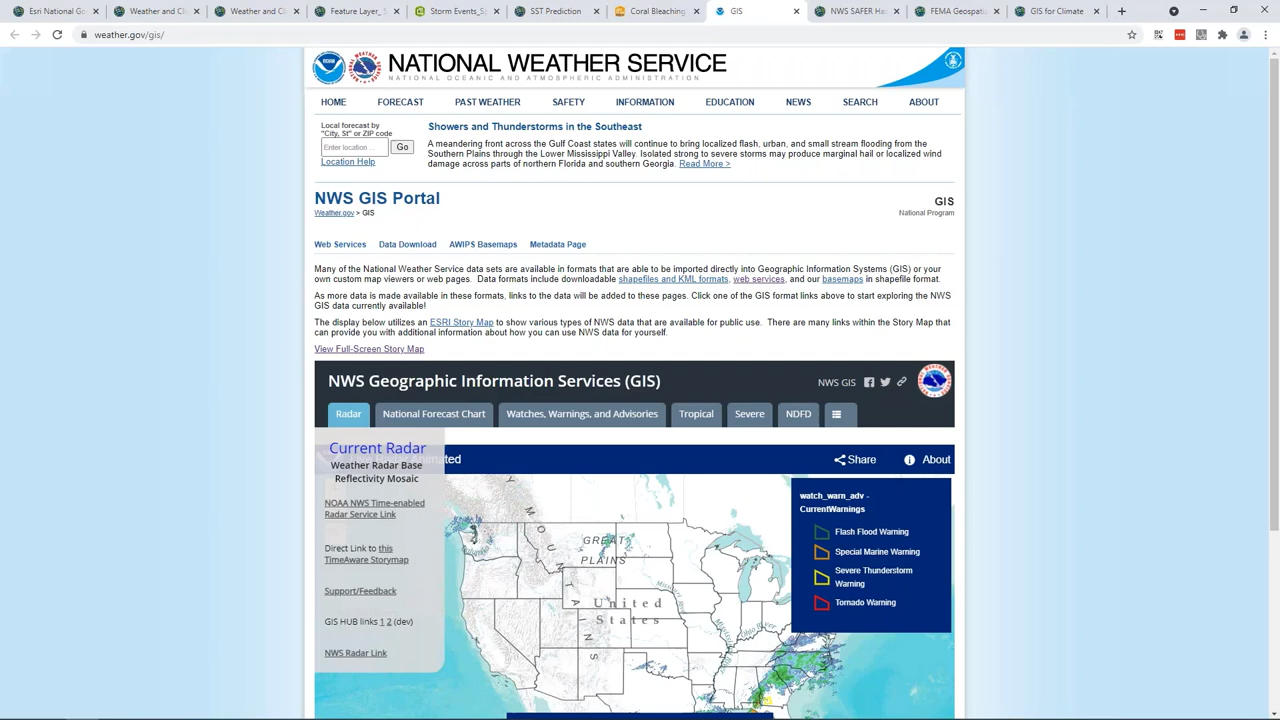 Esri National G
Weather and Cli
Weather and Cli
NWS GIS Portal
NDFD Database
SST Prediction C
NOAA's Weathe
NWS HSR
FEMA Geospatia
GIS for Climate
weather.gov/gis/
NATIONAL WEATHER SERVICE
NATIONAL OCEANIC AND ATMOSPHERIC ADMINISTRATION
HOME FORECAST PAST WEATHER SAFETY INFORMATION EDUCATION NEWS SEARCH ABOUT
Local forecast by
"City, St" or ZIP code
Enter location ...
Go
Location Help
Showers and Thunderstorms in the Southeast
A meandering front across the Gulf Coast states will continue to bring localized flash, urban, and small stream flooding from the
Southern Plains through the Lower Mississippi Valley. Isolated strong to severe storms may produce marginal hail or localized wind
damage across parts of northern Florida and southern Georgia. Read More >
NWS GIS Portal
Weather.gov > GIS
GIS
National Program
Web Services Data Download AWIPS Basemaps Metadata Page
Many of the National Weather Service data sets are available in formats that are able to be imported directly into Geographic Information Systems (GIS) or your
own custom map viewers or web pages. Data formats include downloadable shapefiles and KML formats, web services, and our basemaps in shapefile format.
As more data is made available in these formats, links to the data will be added to these pages. Click one of the GIS format links above to start exploring the NWS
GIS data currently available!
The display below utilizes an ESRI Story Map to show various types of NWS data that are available for public use. There are many links within the Story Map that
can provide you with additional information about how you can use NWS data for yourself.
View Full-Screen Story Map
NWS Geographic Information Services (GIS)
NWS GIS
Radar National Forecast Chart Watches, Warnings, and Advisories Tropical Severe NDFD
Current Radar
Weather Radar Base
Reflectivity Mosaic
NOAA NWS Time-enabled
Radar Service Link
Direct Link to this
TimeAware Storymap
Support/Feedback
GIS HUB links 1 2 (dev)
NWS Radar Link
Share About
watch_warn_adv -
CurrentWarnings
Flash Flood Warning
Special Marine Warning
Severe Thunderstorm
Warning
Tornado Warning
GREAT
PLAINS
United
States
Missouri
Mississippi
Ohio River